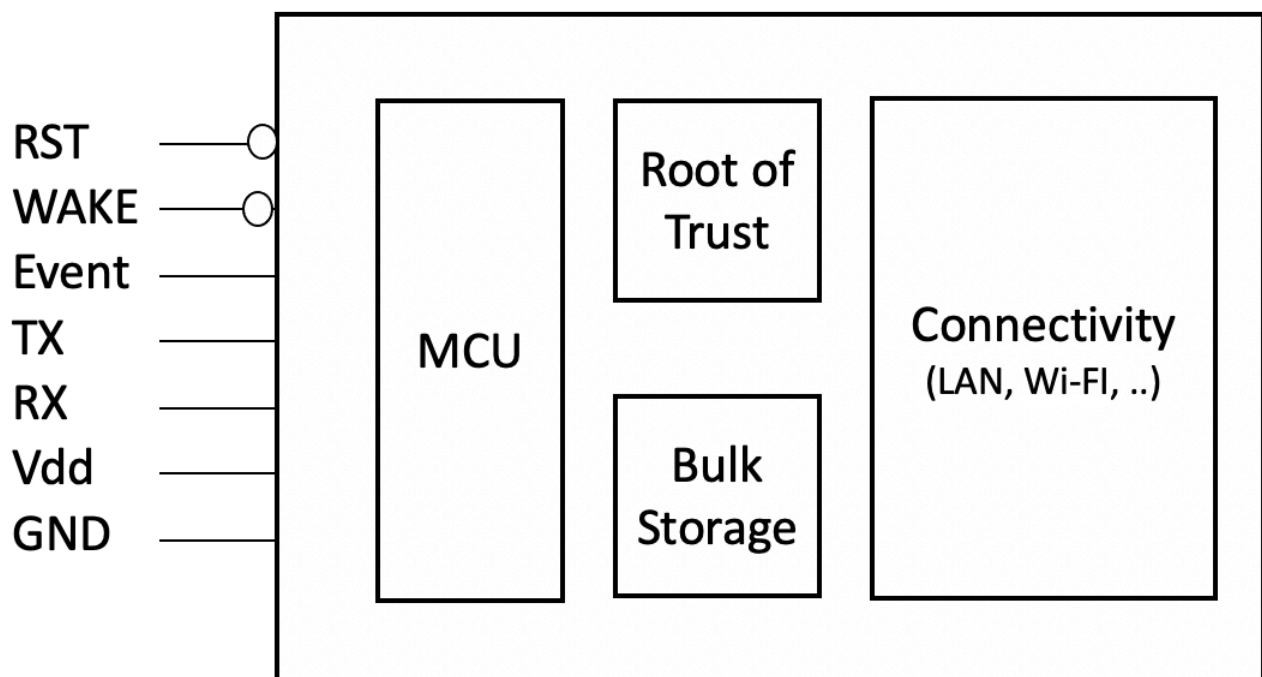 RST
WAKE
Event
TX
RX
Vdd
GND
MCU
Root of
Trust
Bulk
Storage
Connectivity
(LAN, Wi-FI, ..)